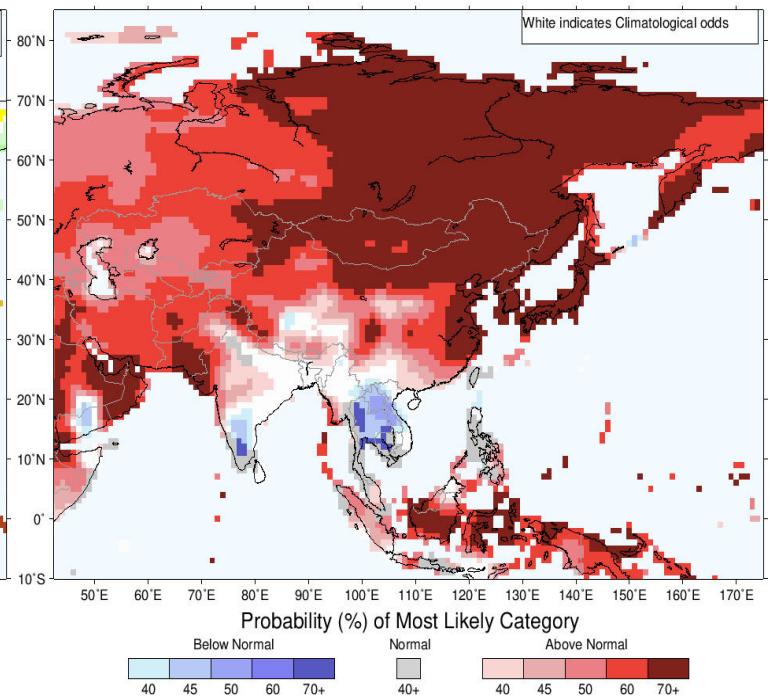 White indicates Climatological odds
80°N
70°N
60°N
50°N
40°N
30°N
20°N
10°N
0°
10°S
50°E 60°E 70°E 80°E 90°E 100°E 110°E 120°E 130°E 140°E 150°E 160°E 170°E
Probability (%) of Most Likely Category
Below Normal Normal Above Normal
40 45 50 60 70+ 40+ 40 45 50 60 70+